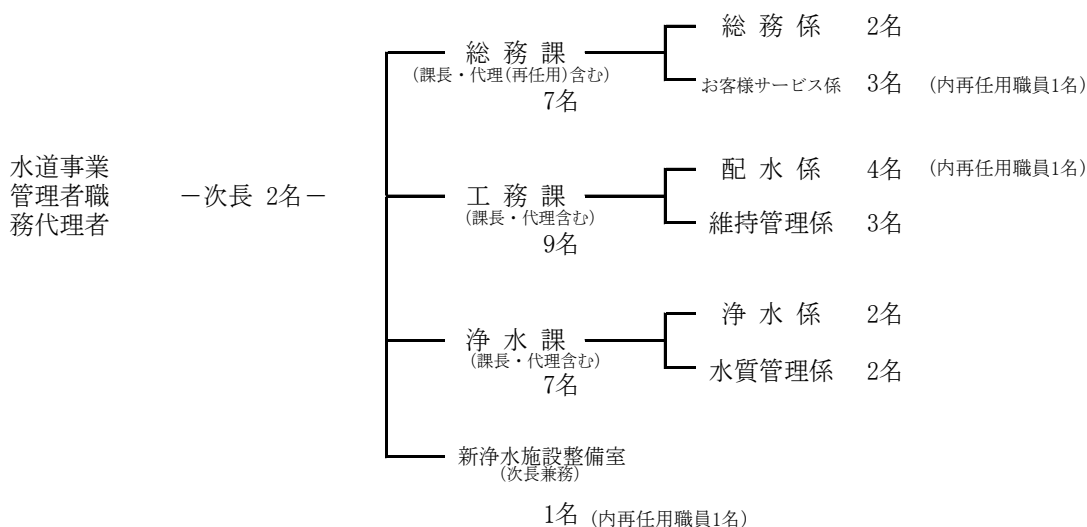 水道事業
管理者職
務代理者
－次長 2名－
総 務 課
(課長・代理(再任用)含む)
7名
総 務 係 2名
お客様サービス係 3名 (内再任用職員1名)
工 務 課
(課長・代理含む)
9名
配 水 係 4名 (内再任用職員1名)
維持管理係 3名
浄 水 課
(課長・代理含む)
7名
浄 水 係 2名
水質管理係 2名
新浄水施設整備室
(次長兼務)
1名 (内再任用職員1名)